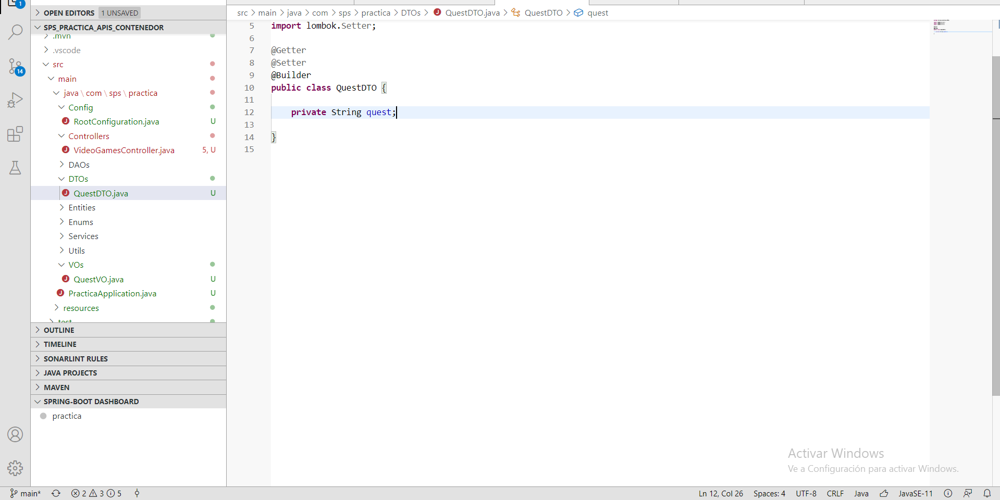 1
OPEN EDITORS 1 UNSAVED
SPS_PRACTICA_APIS_CONTENEDOR
.mvn
.vscode
src
main
java \ com \ sps \ practica
Config
J RootConfiguration.java U
Controllers
J VideoGamesController.java 5, U
DAOs
DTOs
J QuestDTO.java U
Entities
Enums
Services
Utils
VOs
J QuestVO.java U
J PracticaApplication.java U
resources
test
OUTLINE
TIMELINE
SONARLINT RULES
JAVA PROJECTS
MAVEN
SPRING-BOOT DASHBOARD
practica
14
src > main > java > com > sps > practica > DTOs > J QuestDTO.java > QuestDTO > quest
5 import lombok.Setter;
6
7 @Getter
8 @Setter
9 @Builder
10 public class QuestDTO {
11
12 private String quest;
13
14 }
15
Activar Windows
Ve a Configuración para activar Windows.
main* 2 3 5
Ln 12, Col 26 Spaces: 4 UTF-8 CRLF Java JavaSE-11